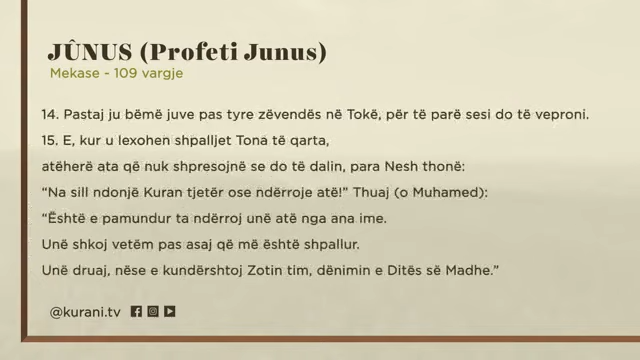 JÛNUS (Profeti Junus)
Mekase - 109 vargje
14. Pastaj ju bëmë juve pas tyre zëvendës në Tokë, për të parë sesi do të veproni.
15. E, kur u lexohen shpalljet Tona të qarta,
atëherë ata që nuk shpresojnë se do të dalin, para Nesh thonë:
“Na sill ndonjë Kuran tjetër ose ndërroje atë!” Thuaj (o Muhamed):
“Është e pamundur ta ndërroj unë atë nga ana ime.
Unë shkoj vetëm pas asaj që më është shpallur.
Unë druaj, nëse e kundërshtoj Zotin tim, dënimin e Ditës së Madhe.”
@kurani.tv